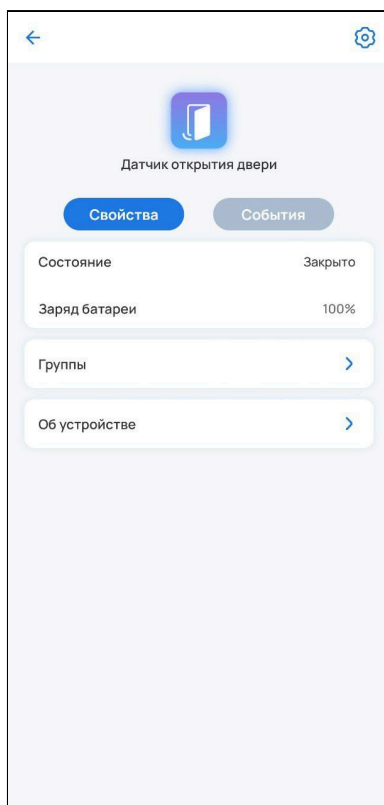 Датчик открытия двери
Свойства
События
Состояние
Закрыто
Заряд батареи
100%
Группы
Об устройстве